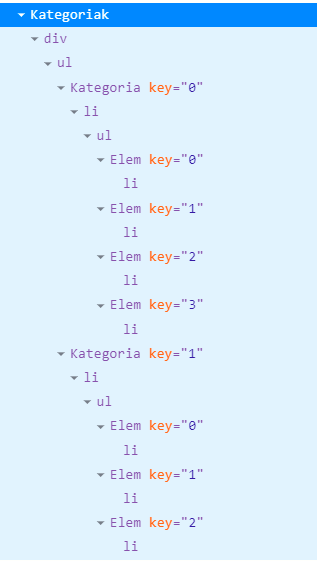 Kategoriak
div
ul
Kategoria key="0"
li
ul
Elem key="0"
li
Elem key="1"
li
Elem key="2"
li
Elem key="3"
li
Kategoria key="1"
li
ul
Elem key="0"
li
Elem key="1"
li
Elem key="2"
li